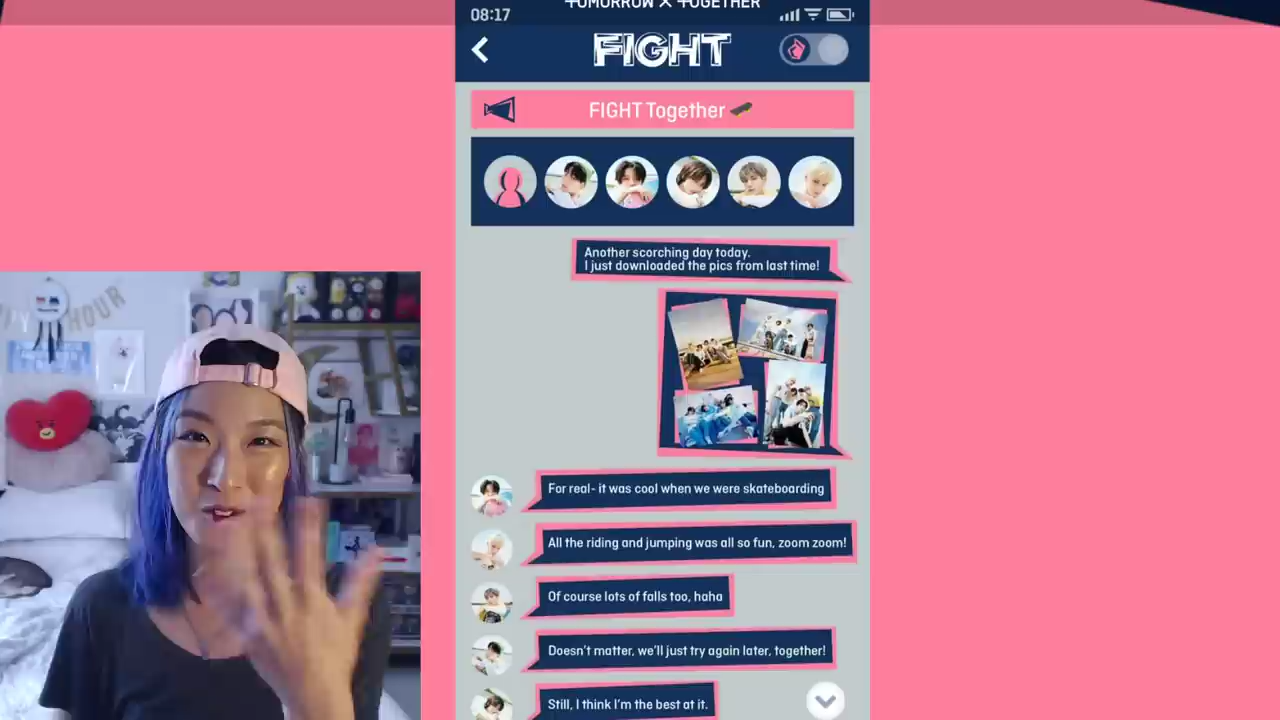 TOMORROW X TOGETHER
08:17
FIGHT
FIGHT Together
Another scorching day today.
I just downloaded the pics from last time!
For real- it was cool when we were skateboarding
All the riding and jumping was all so fun, zoom zoom!
Of course lots of falls too, haha
Doesn't matter, we'll just try again later, together!
Still, I think I'm the best at it.
HOUR